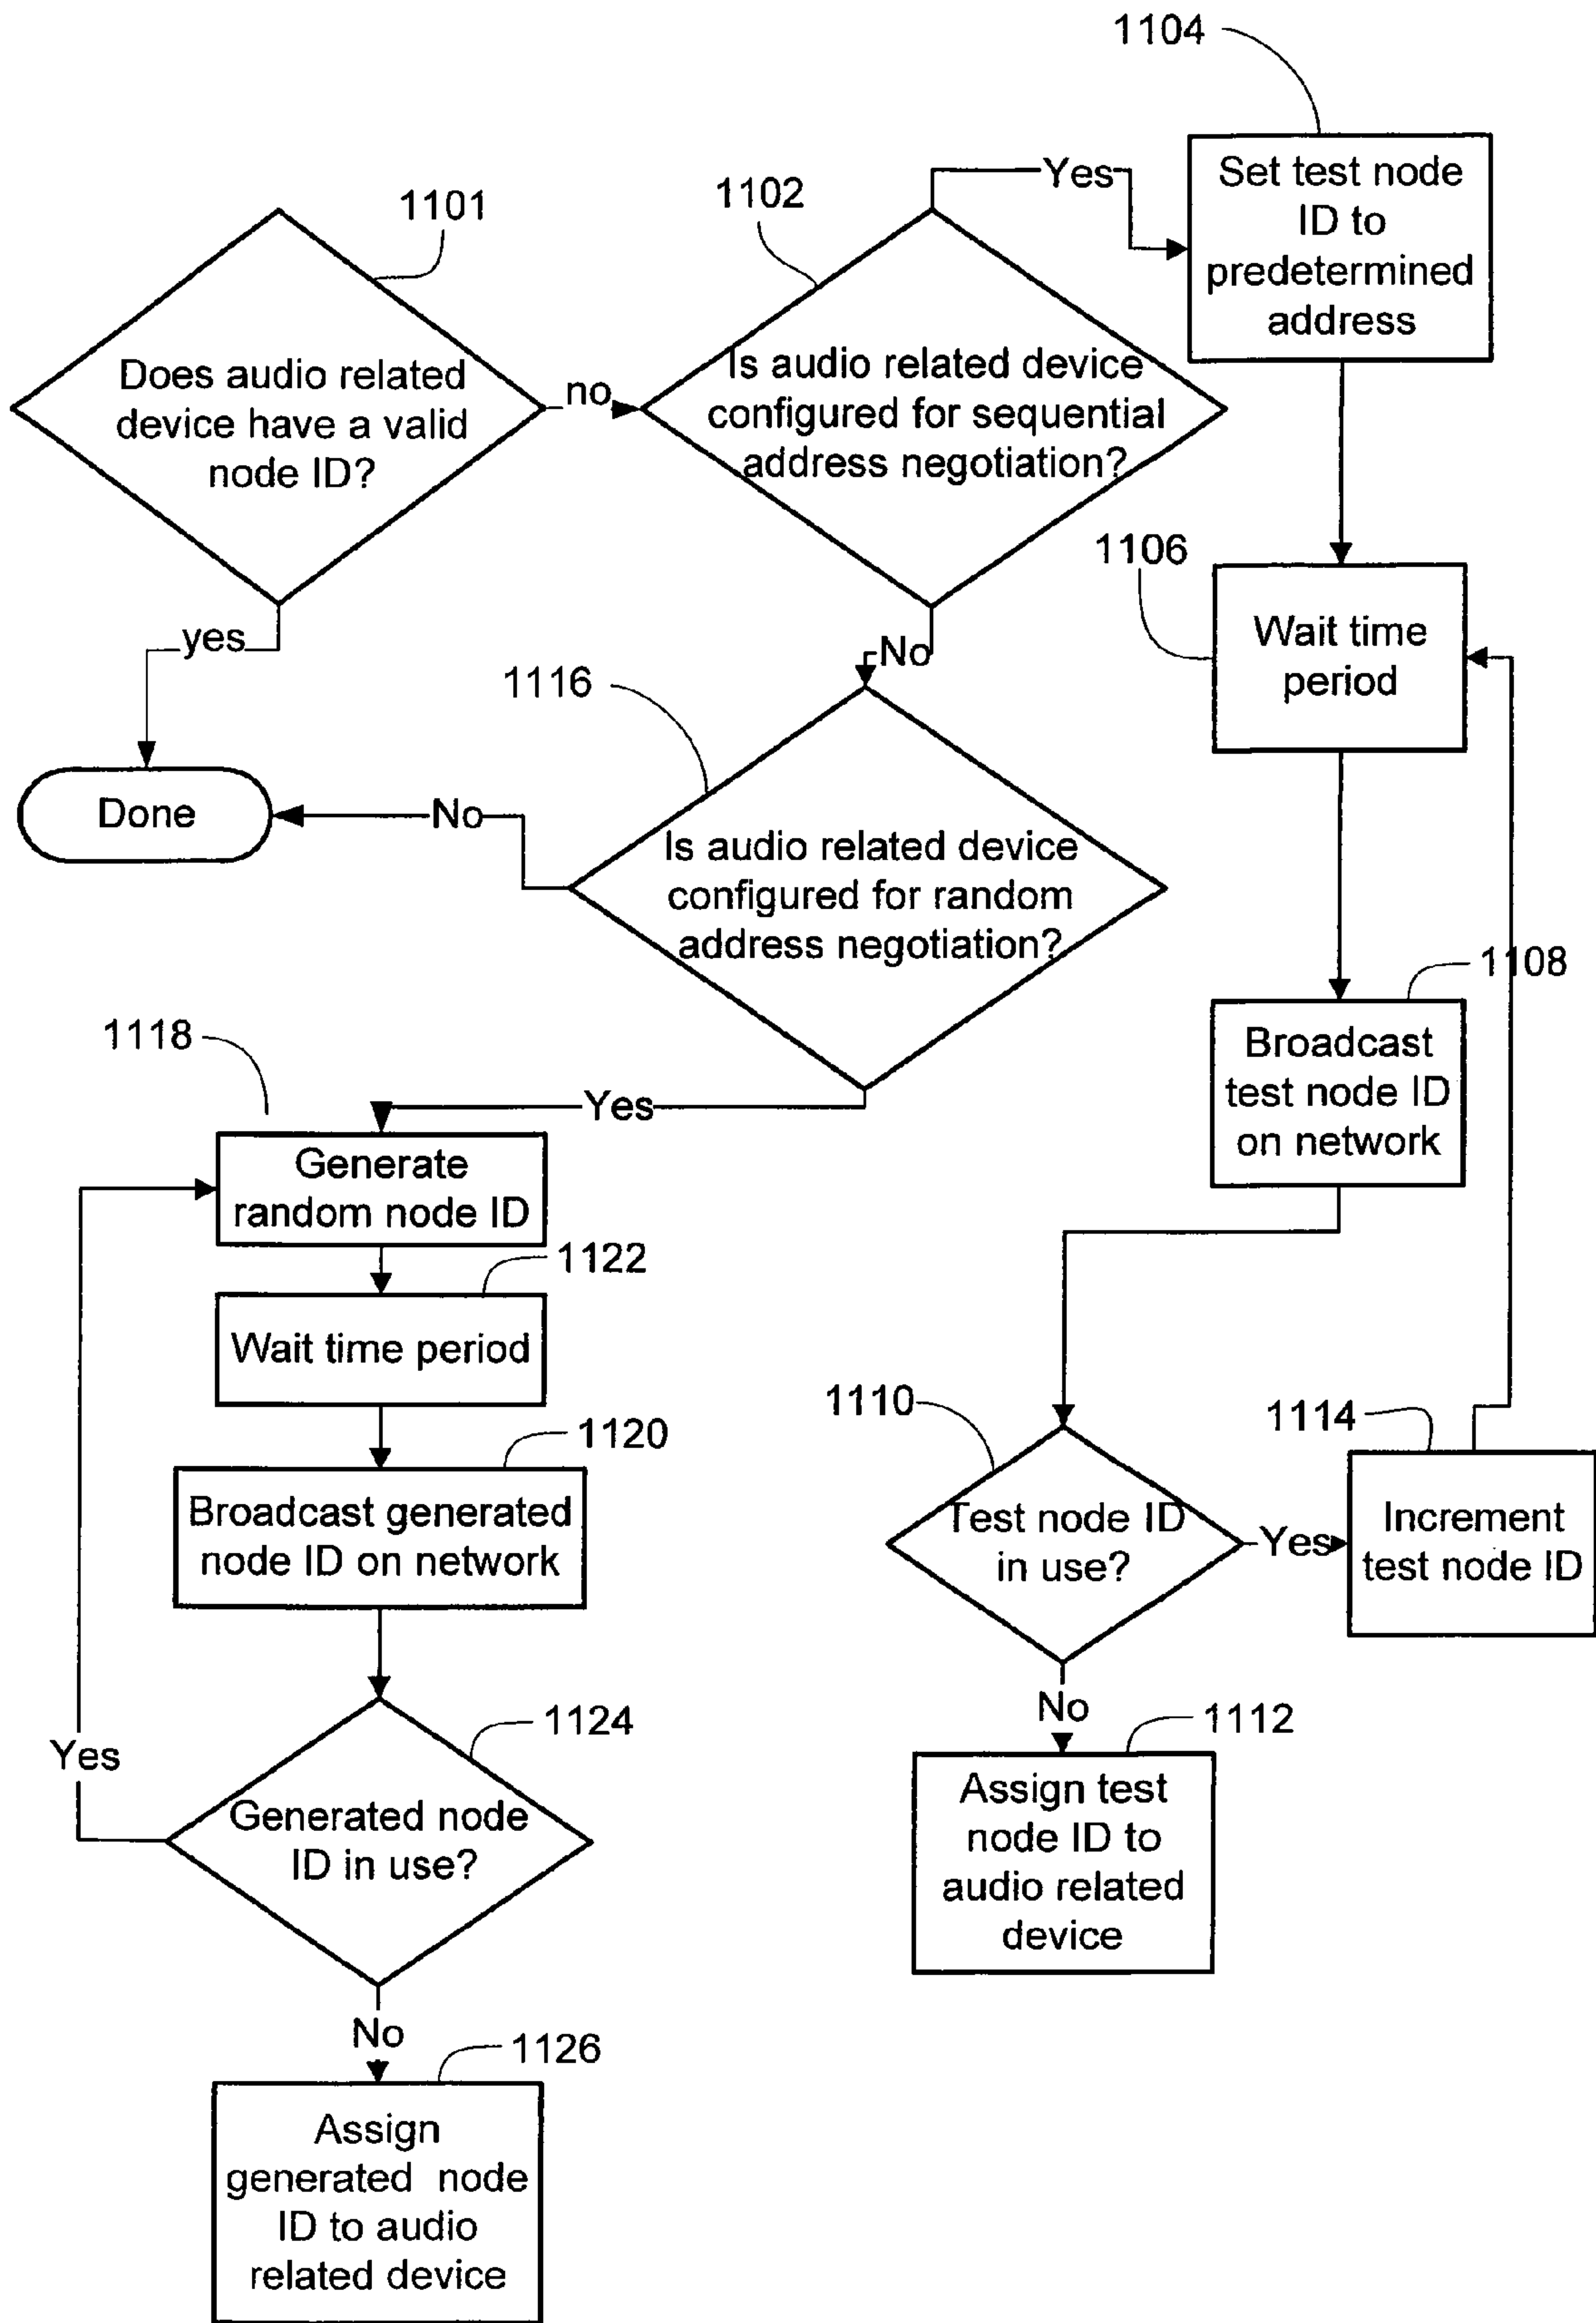 1104
Yes
Set test node
ID to
predetermined
address
1101
1102
Does audio related
device have a valid
node ID?
no
Is audio related device
configured for sequential
address negotiation?
1106
Wait time
period
yes
No
1116
Done
No
Is audio related device
configured for random
address negotiation?
1108
Broadcast
test node ID
on network
1118
Yes
Generate
random node ID
1122
Wait time period
1120
Broadcast generated
node ID on network
1110
1114
Test node ID
in use?
Yes
Increment
test node ID
No
1112
Assign test
node ID to
audio related
device
1124
Yes
Generated node
ID in use?
No
1126
Assign
generated node
ID to audio
related device